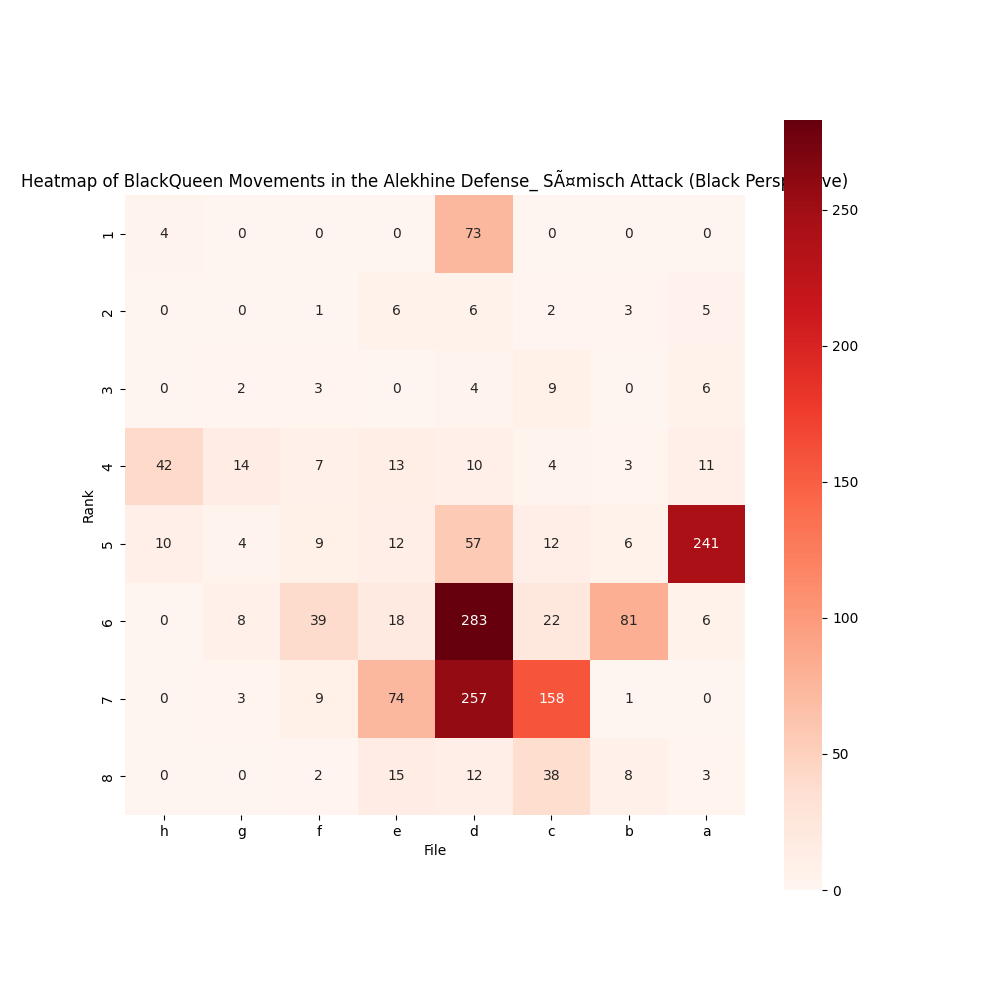 Heatmap of BlackQueen Movements in the Alekhine Defense_ SÃ¤misch Attack (Black Perspective)
250
1 4 0 0 0 73 0 0 0
2 0 0 1 6 6 2 3 5
200
3 0 2 3 0 4 9 0 6
4 42 14 7 13 10 4 3 11
150
Rank
5 10 4 9 12 57 12 6 241
100
6 0 8 39 18 283 22 81 6
7 0 3 9 74 257 158 1 0
50
8 0 0 2 15 12 38 8 3
h g f e d c b a
File
0